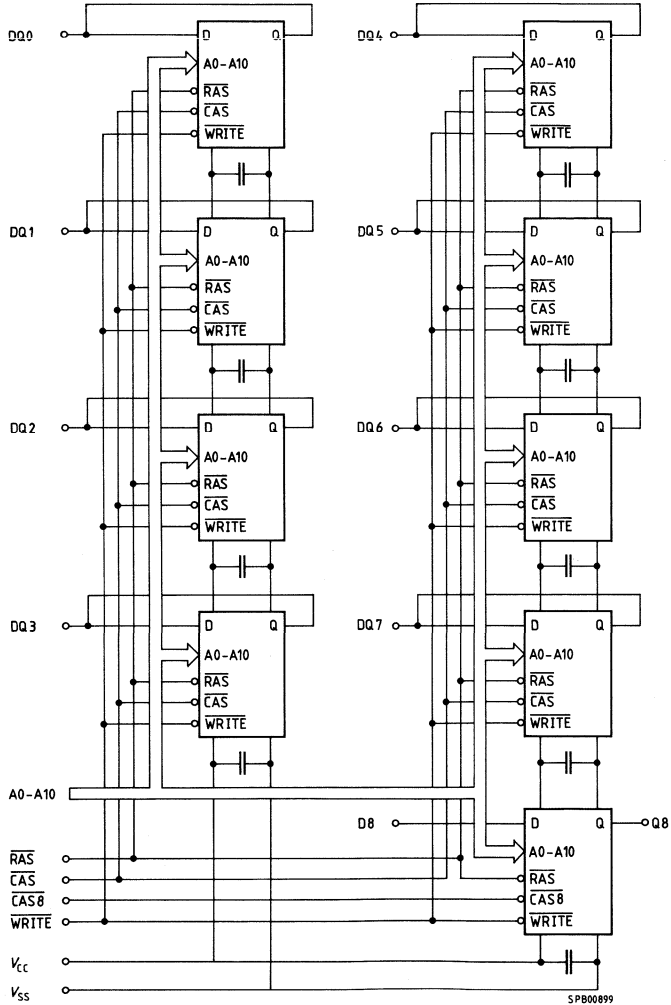 DQ0 D Q DQ4 D Q
A0-A10 A0-A10
RAS RAS
CAS CAS
WRITE WRITE
DQ1 D Q DQ5 D Q
A0-A10 A0-A10
RAS RAS
CAS CAS
WRITE WRITE
DQ2 D Q DQ6 D Q
A0-A10 A0-A10
RAS RAS
CAS CAS
WRITE WRITE
DQ3 D Q DQ7 D Q
A0-A10 A0-A10
RAS RAS
CAS CAS
WRITE WRITE
A0-A10
D8 D Q Q8
A0-A10
RAS RAS
CAS
CAS8 CAS8
WRITE WRITE
VCC
VSS
SPB00899